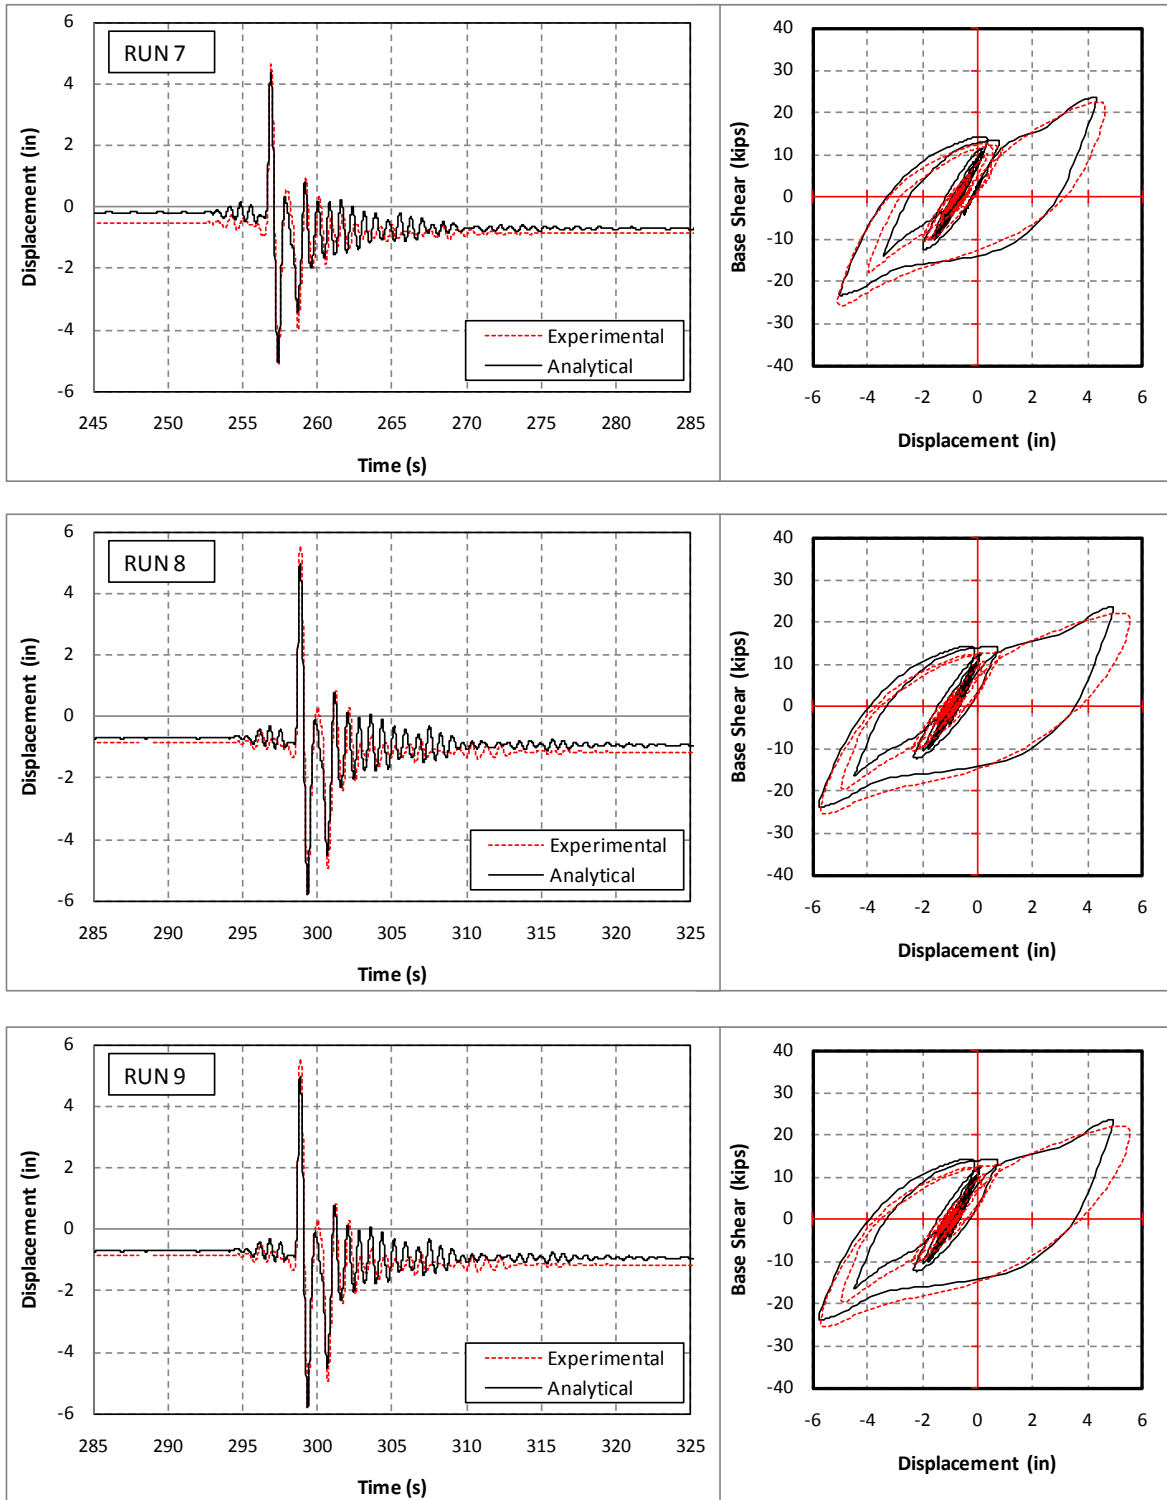 RUN 7
Displacement (in)
6
4
2
0
-2
-4
-6
245 250 255 260 265 270 275 280 285
Time (s)
Experimental
Analytical
Base Shear (kips)
40
30
20
10
0
-10
-20
-30
-40
-6 -4 -2 0 2 4 6
Displacement (in)
RUN 8
Displacement (in)
6
4
2
0
-2
-4
-6
285 290 295 300 305 310 315 320 325
Time (s)
Experimental
Analytical
Base Shear (kips)
40
30
20
10
0
-10
-20
-30
-40
-6 -4 -2 0 2 4 6
Displacement (in)
RUN 9
Displacement (in)
6
4
2
0
-2
-4
-6
285 290 295 300 305 310 315 320 325
Time (s)
Experimental
Analytical
Base Shear (kips)
40
30
20
10
0
-10
-20
-30
-40
-6 -4 -2 0 2 4 6
Displacement (in)